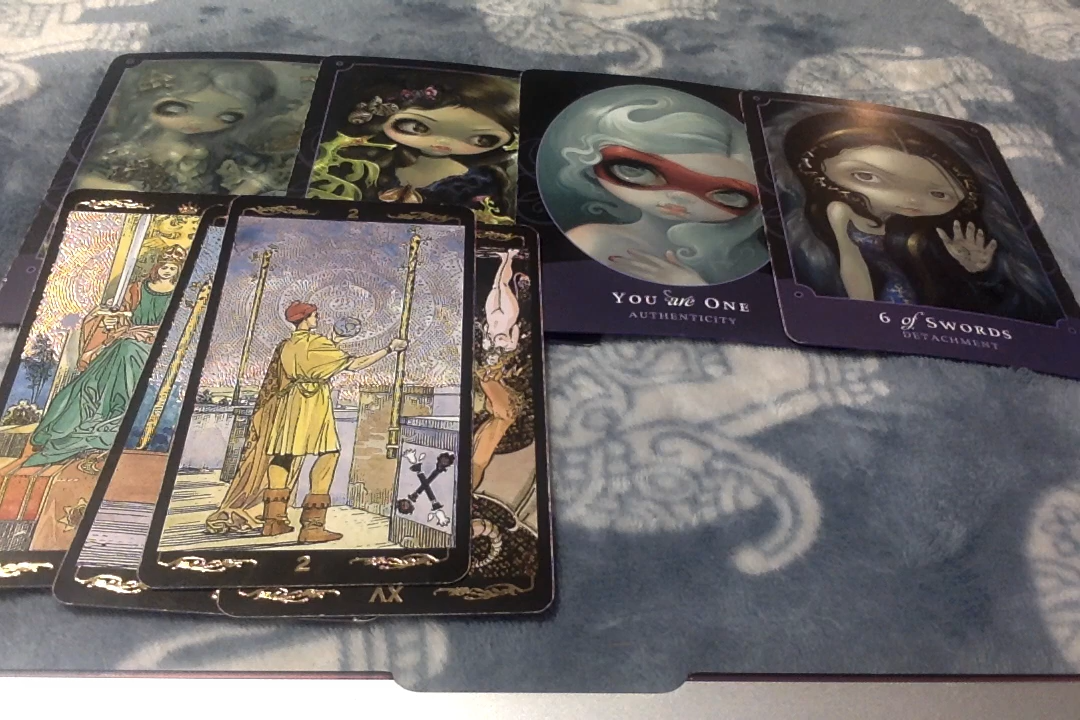 YOU are ONE
AUTHENTICITY
6 of SWORDS
DETACHMENT
2
2
XV